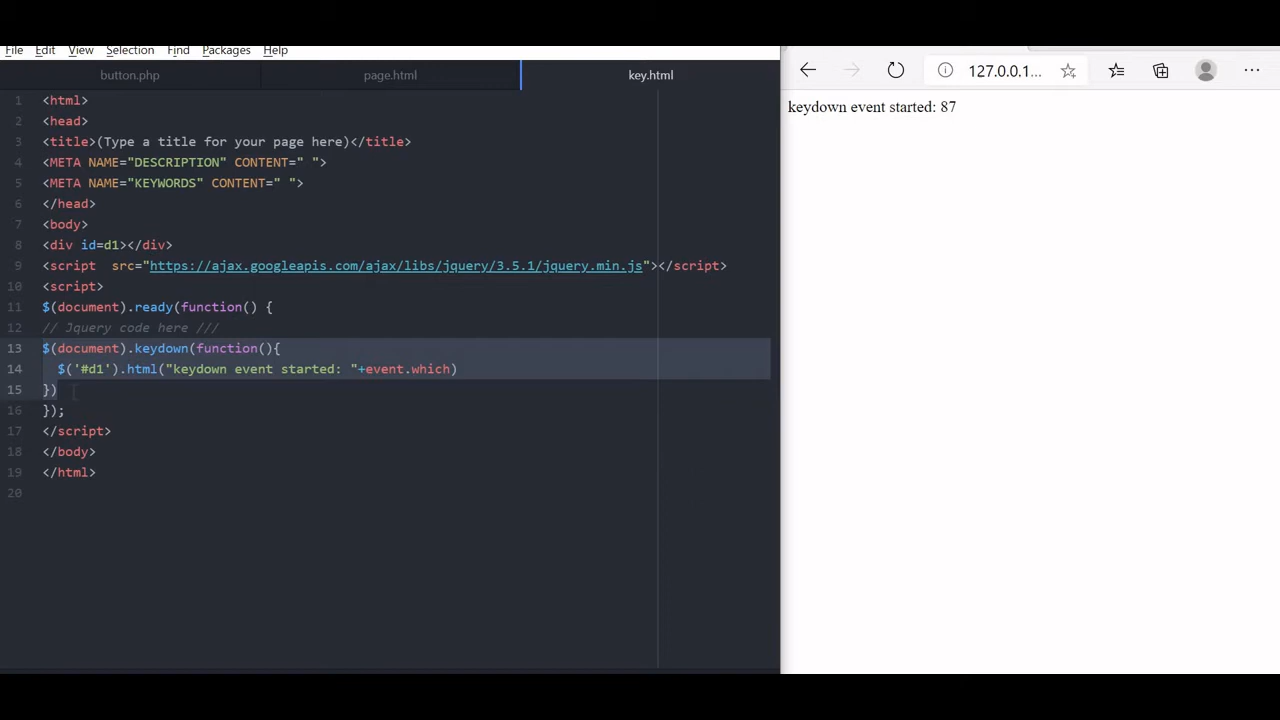 File Edit View Selection Find Packages Help
button.php page.html key.html
127.0.0.1...
1 <html>
2 <head>
3 <title>(Type a title for your page here)</title>
4 <META NAME="DESCRIPTION" CONTENT=" ">
5 <META NAME="KEYWORDS" CONTENT=" ">
6 </head>
7 <body>
8 <div id=d1></div>
9 <script  src="https://ajax.googleapis.com/ajax/libs/jquery/3.5.1/jquery.min.js"></script>
10 <script>
11 $(document).ready(function() {
12 // Jquery code here ///
13 $(document).keydown(function(){
14   $('#d1').html("keydown event started: "+event.which)
15 })
16 });
17 </script>
18 </body>
19 </html>
20
keydown event started: 87